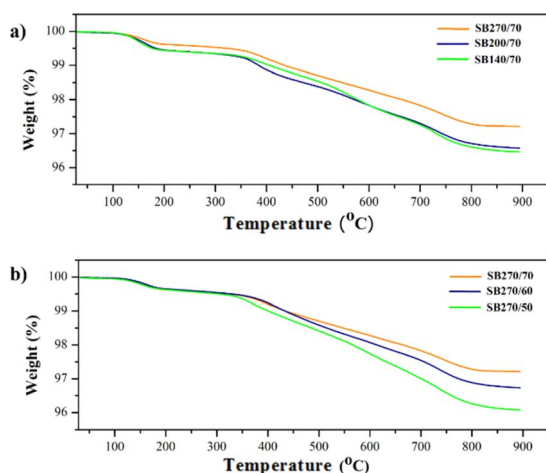 a)
SB270/70
SB200/70
SB140/70
100
99
98
97
96
Weight (%)
100 200 300 400 500 600 700 800 900
Temperature (⁰C)
b)
SB270/70
SB270/60
SB270/50
100
99
98
97
96
Weight (%)
100 200 300 400 500 600 700 800 900
Temperature (⁰C)